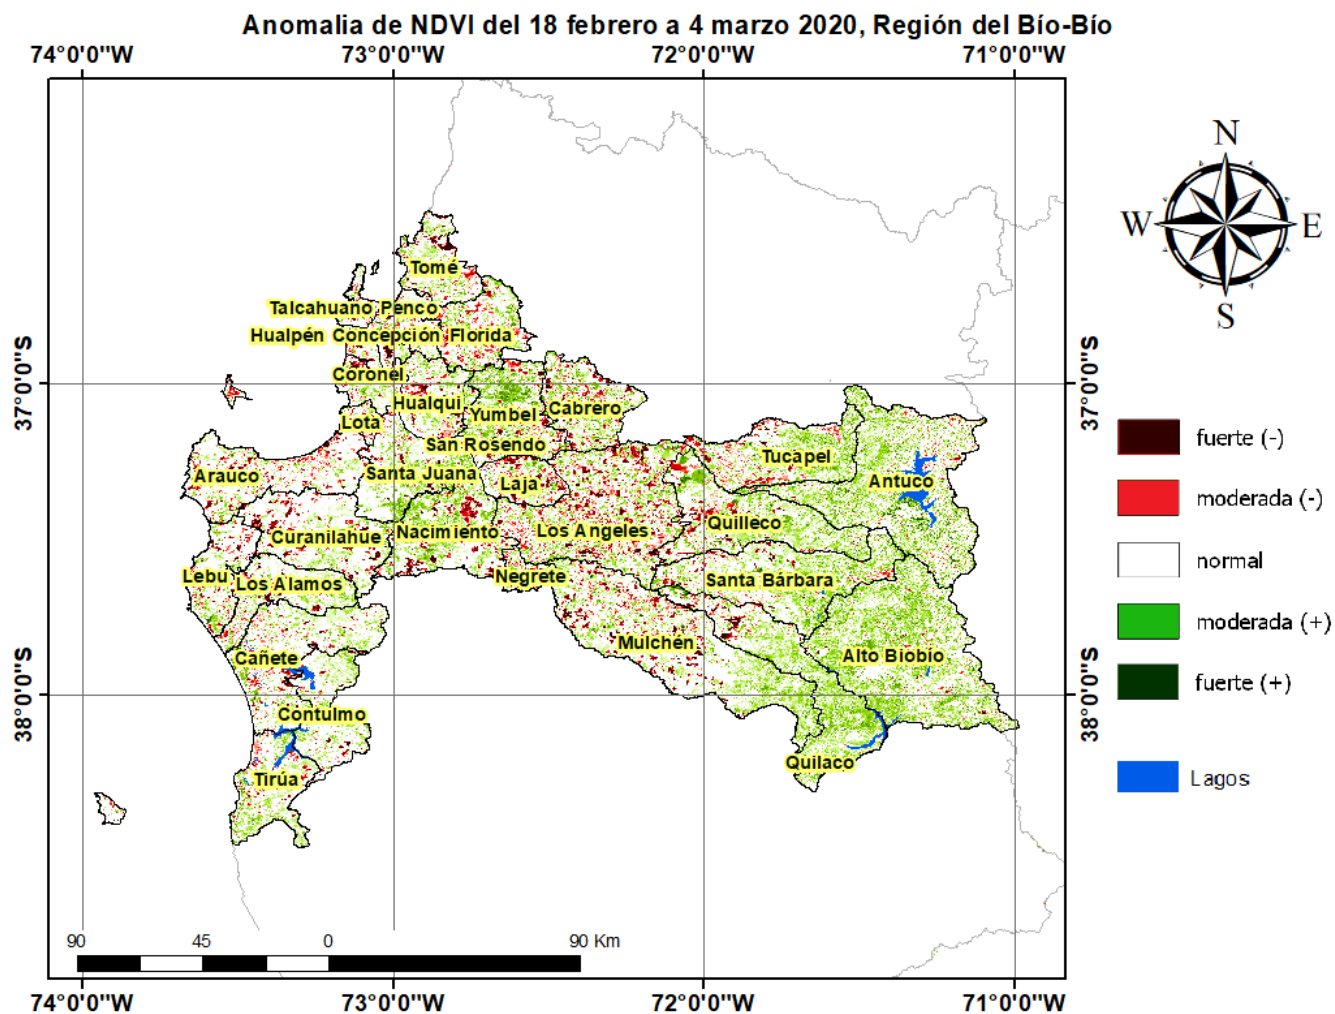 Anomalia de NDVI del 18 febrero a 4 marzo 2020, Región del Bío-Bío
74°0'0"W 73°0'0"W 72°0'0"W 71°0'0"W
N
W E
S
Tomé
Talcahuano Penco
Hualpén Concepción Florida
37°0'0"S 37°0'0"S
Coronel
Hualqui Yumbel Cabrero
Lota
San Rosendo
Tucapel
Arauco Santa Juana Laja Antuco
Curanilahue Nacimiento Los Angeles Quilleco
Lebu Los Alamos Negrete Santa Bárbara
Mulchén Alto Biobío
Cañete
38°0'0"S 38°0'0"S
Contulmo
Quilaco
Tirúa
fuerte (-)
moderada (-)
normal
moderada (+)
fuerte (+)
Lagos
90 45 0 90 Km
74°0'0"W 73°0'0"W 72°0'0"W 71°0'0"W